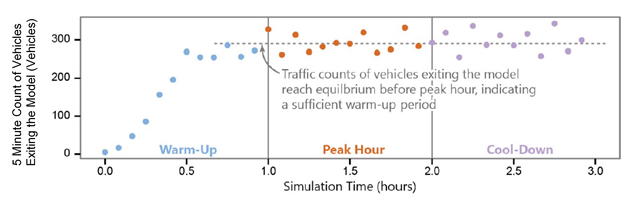 5 Minute Count of Vehicles
Exiting the Model (Vehicles)
300
200
100
0
Traffic counts of vehicles exiting the model
reach equilbrium before peak hour, indicating
a sufficient warm-up period
Warm-Up
Peak Hour
Cool-Down
0.0
0.5
1.0
1.5
2.0
2.5
3.0
Simulation Time (hours)